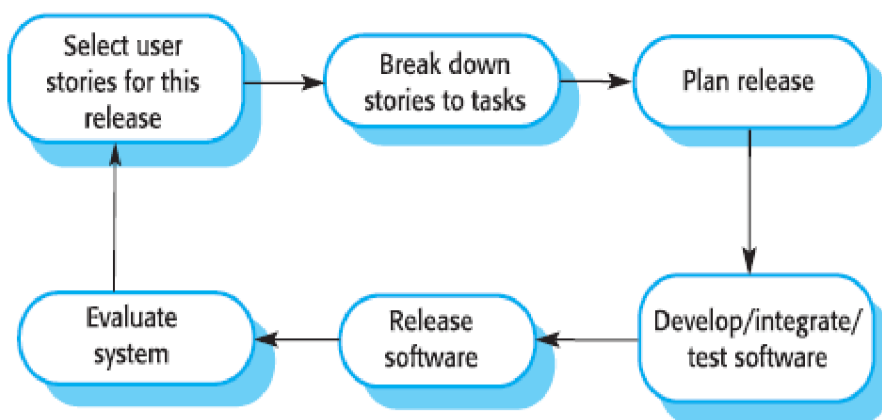 Select user
stories for this
release
Break down
stories to tasks
Plan release
Evaluate
system
Release
software
Develop/integrate/
test software